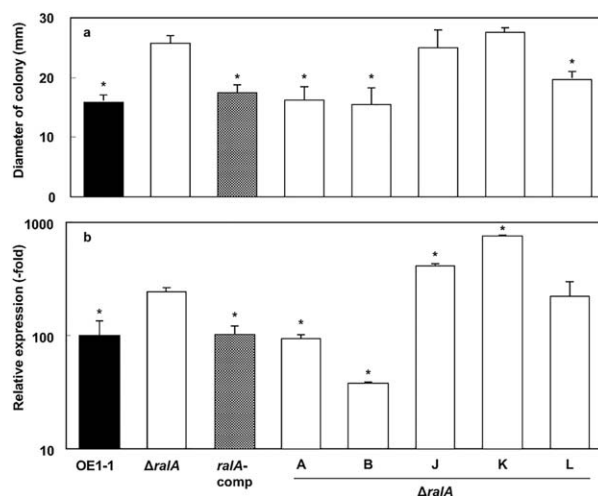 a
Diameter of colony (mm)
30
20
10
0
* * * * *
b
Relative expression (-fold)
1000
100
10
* * * * * *
OE1-1 ΔralA ralA- A B J K L
comp
ΔralA